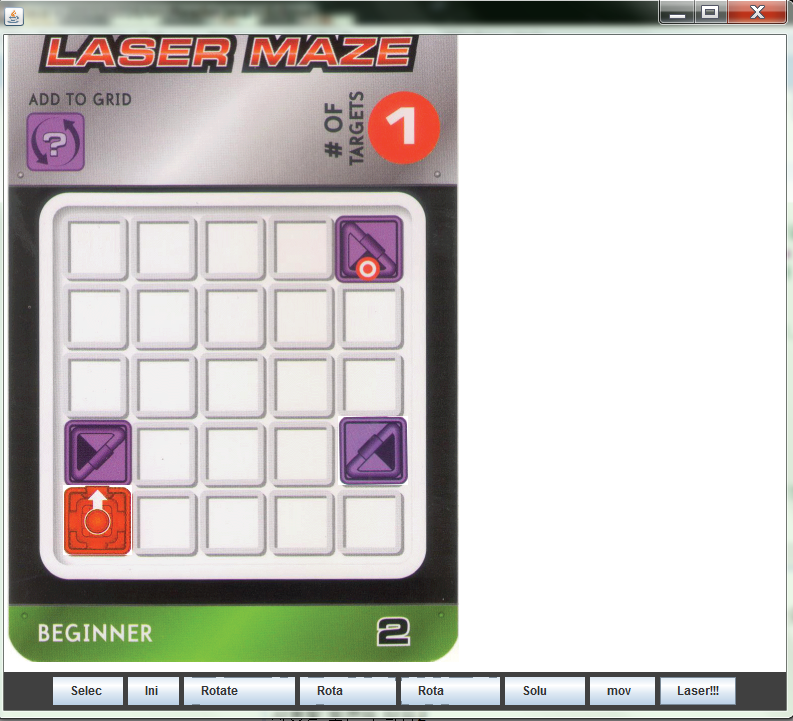 LASER MAZE
ADD TO GRID
?
# OF
TARGETS
1
BEGINNER
2
Selec
Ini
Rotate
Rota
Rota
Solu
mov
Laser!!!